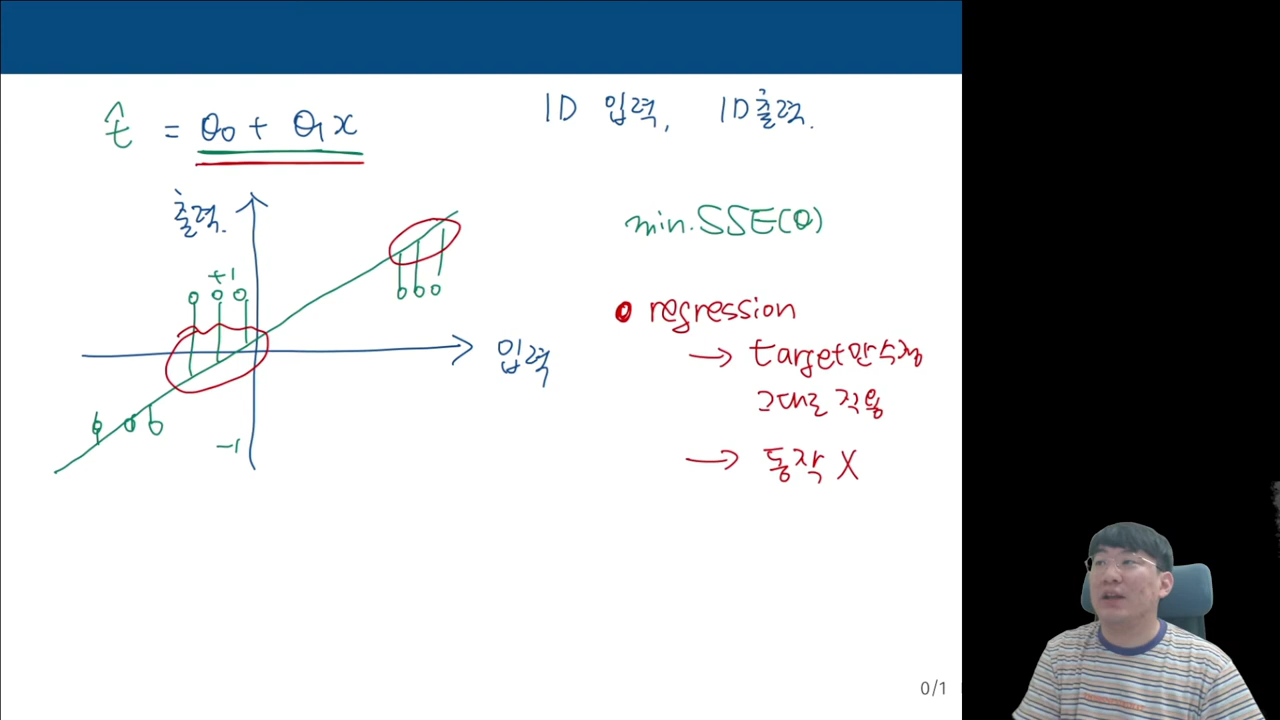 t̂ = θ₀ + θ₁x
1D 입력, 1D 출력.
출력.
min. SSE(θ)
+1
regression
→ target만 수정
입력
그대로 적용
-1
→ 동작 X
0/1